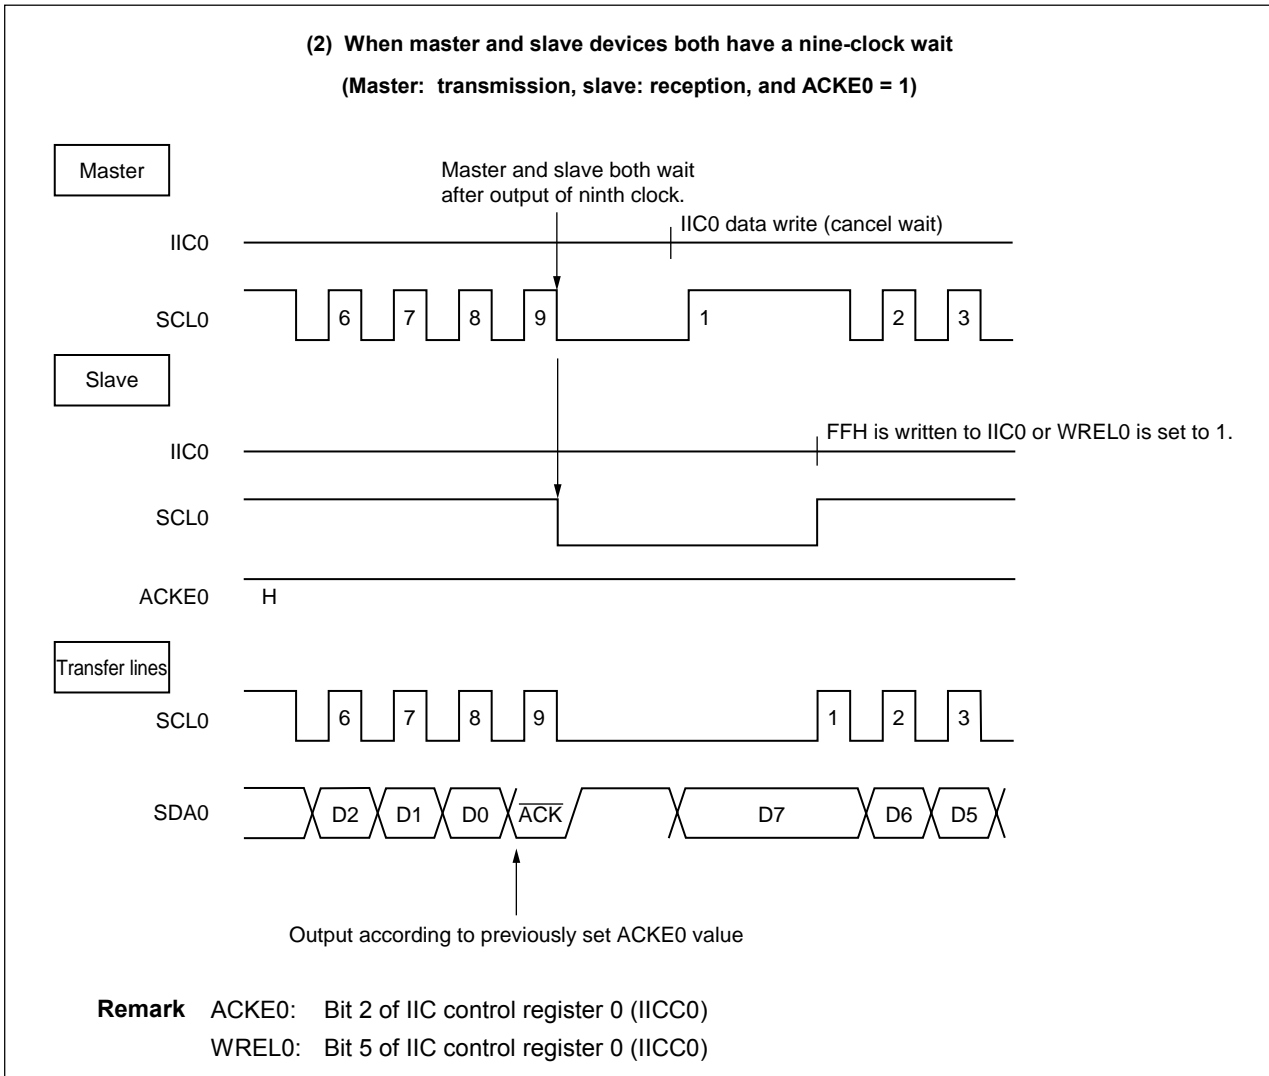 (2) When master and slave devices both have a nine-clock wait
(Master: transmission, slave: reception, and ACKE0 = 1)
Master
Master and slave both wait
after output of ninth clock.
IIC0 data write (cancel wait)
IIC0
SCL0
6 7 8 9 1 2 3
Slave
FFH is written to IIC0 or WREL0 is set to 1.
IIC0
SCL0
ACKE0 H
Transfer lines
SCL0
6 7 8 9 1 2 3
SDA0
D2 D1 D0 ACK D7 D6 D5
Output according to previously set ACKE0 value
Remark ACKE0: Bit 2 of IIC control register 0 (IICC0)
WREL0: Bit 5 of IIC control register 0 (IICC0)